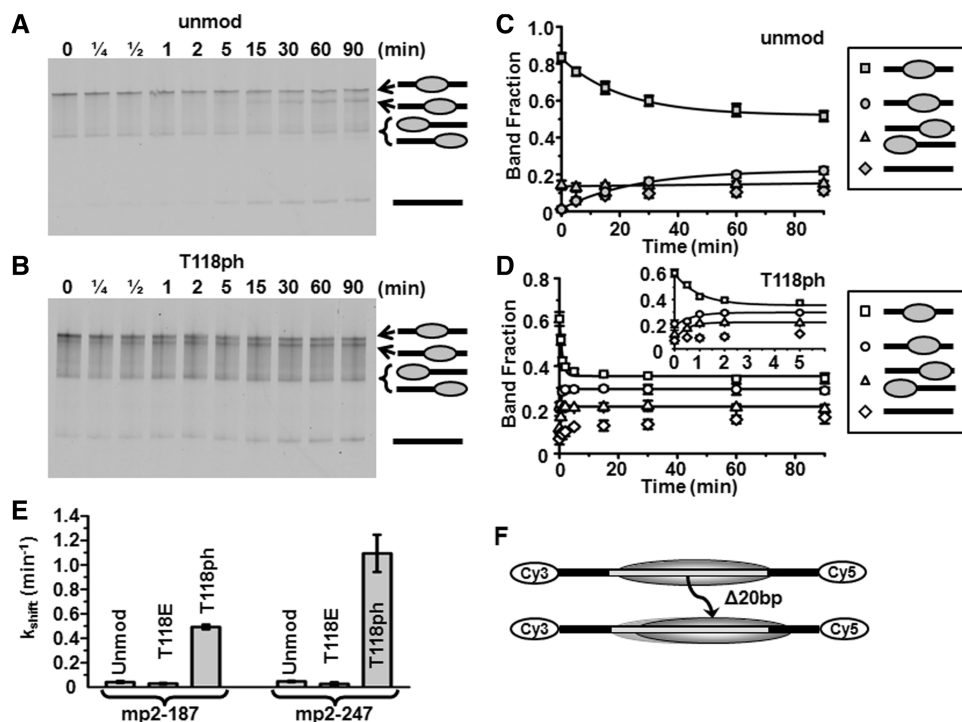 A
unmod
0 ¼ ½ 1 2 5 15 30 60 90 (min)
B
T118ph
0 ¼ ½ 1 2 5 15 30 60 90 (min)
C
unmod
1.0
0.8
0.6
0.4
0.2
0
Band Fraction
0 20 40 60 80
Time (min)
D
T118ph
0.8
0.6
0.4
0.2
0
Band Fraction
0 20 40 60 80
Time (min)
0.6
0.4
0.2
0
0 1 2 3 4 5
E
1.4
1.2
1.0
0.8
0.6
0.4
0.2
0
kshift (min-1)
Unmod
T118E
T118ph
Unmod
T118E
T118ph
mp2-187
mp2-247
F
Cy3 Cy5
Δ20bp
Cy3 Cy5